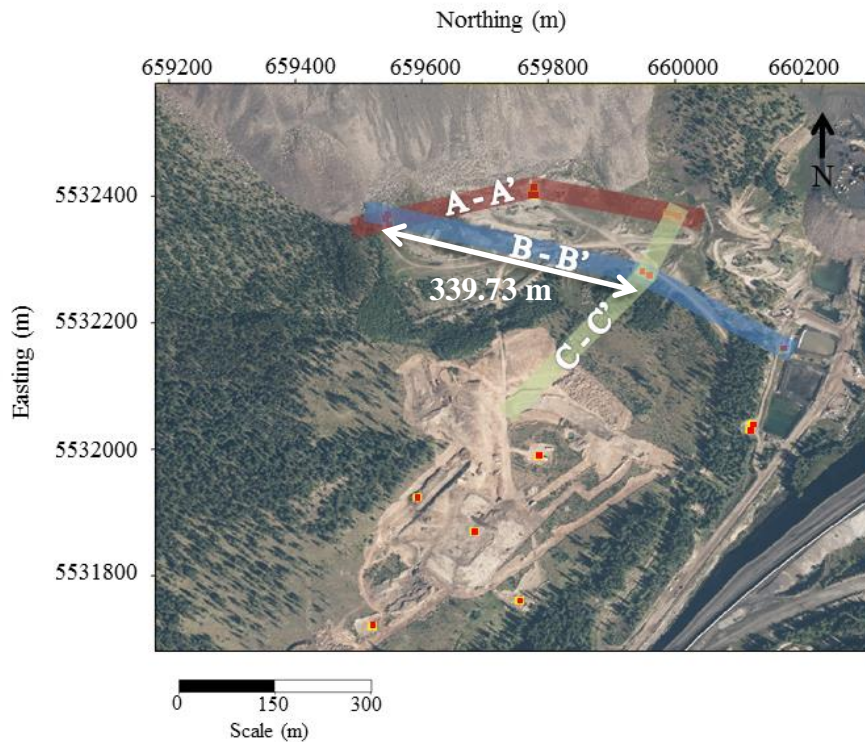 Northing (m)
659200 659400 659600 659800 660000 660200
N
5532400
A - A'
B - B'
339.73 m
C - C'
5532200
Easting (m)
5532000
5531800
0 150 300
Scale (m)